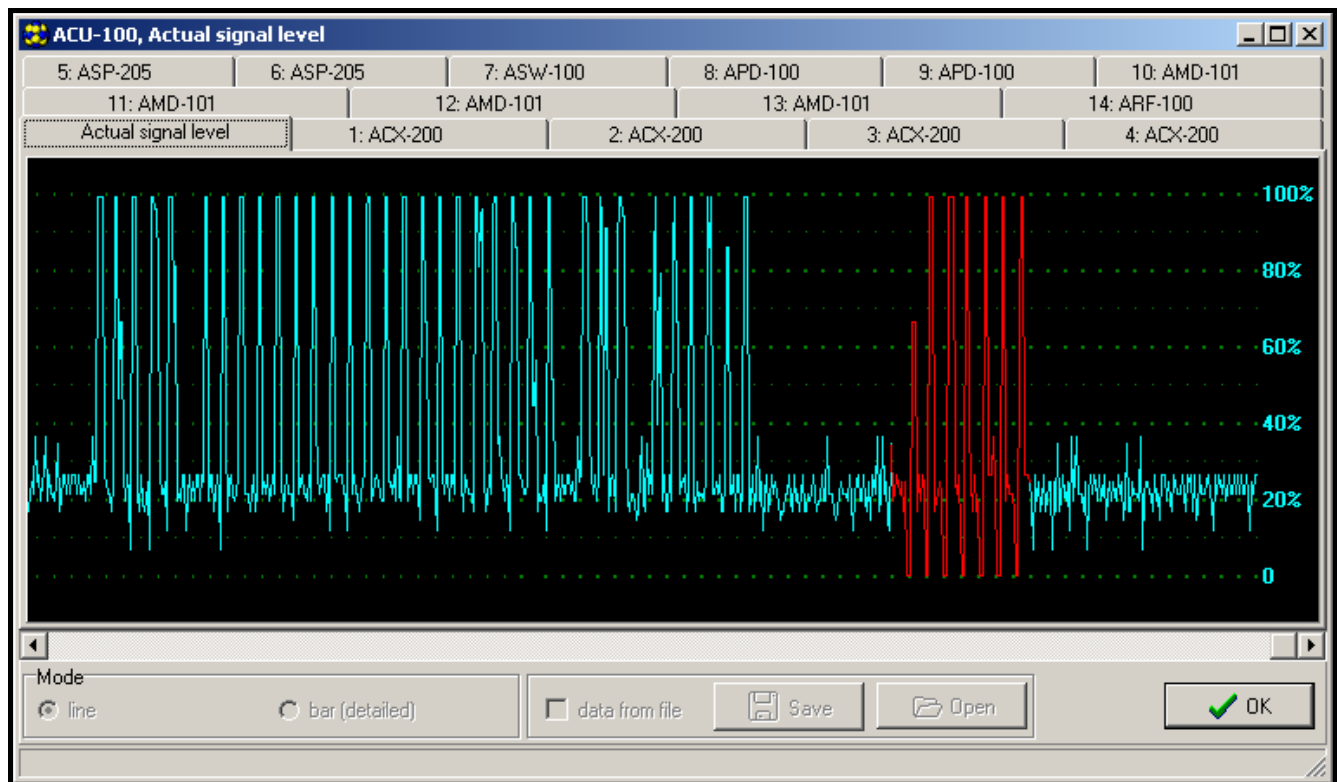 ACU-100, Actual signal level
5: ASP-205 6: ASP-205 7: ASW-100 8: APD-100 9: APD-100 10: AMD-101
11: AMD-101 12: AMD-101 13: AMD-101 14: ARF-100
Actual signal level 1: ACX-200 2: ACX-200 3: ACX-200 4: ACX-200
100%
80%
60%
40%
20%
0
Mode
line bar (detailed) data from file Save Open OK